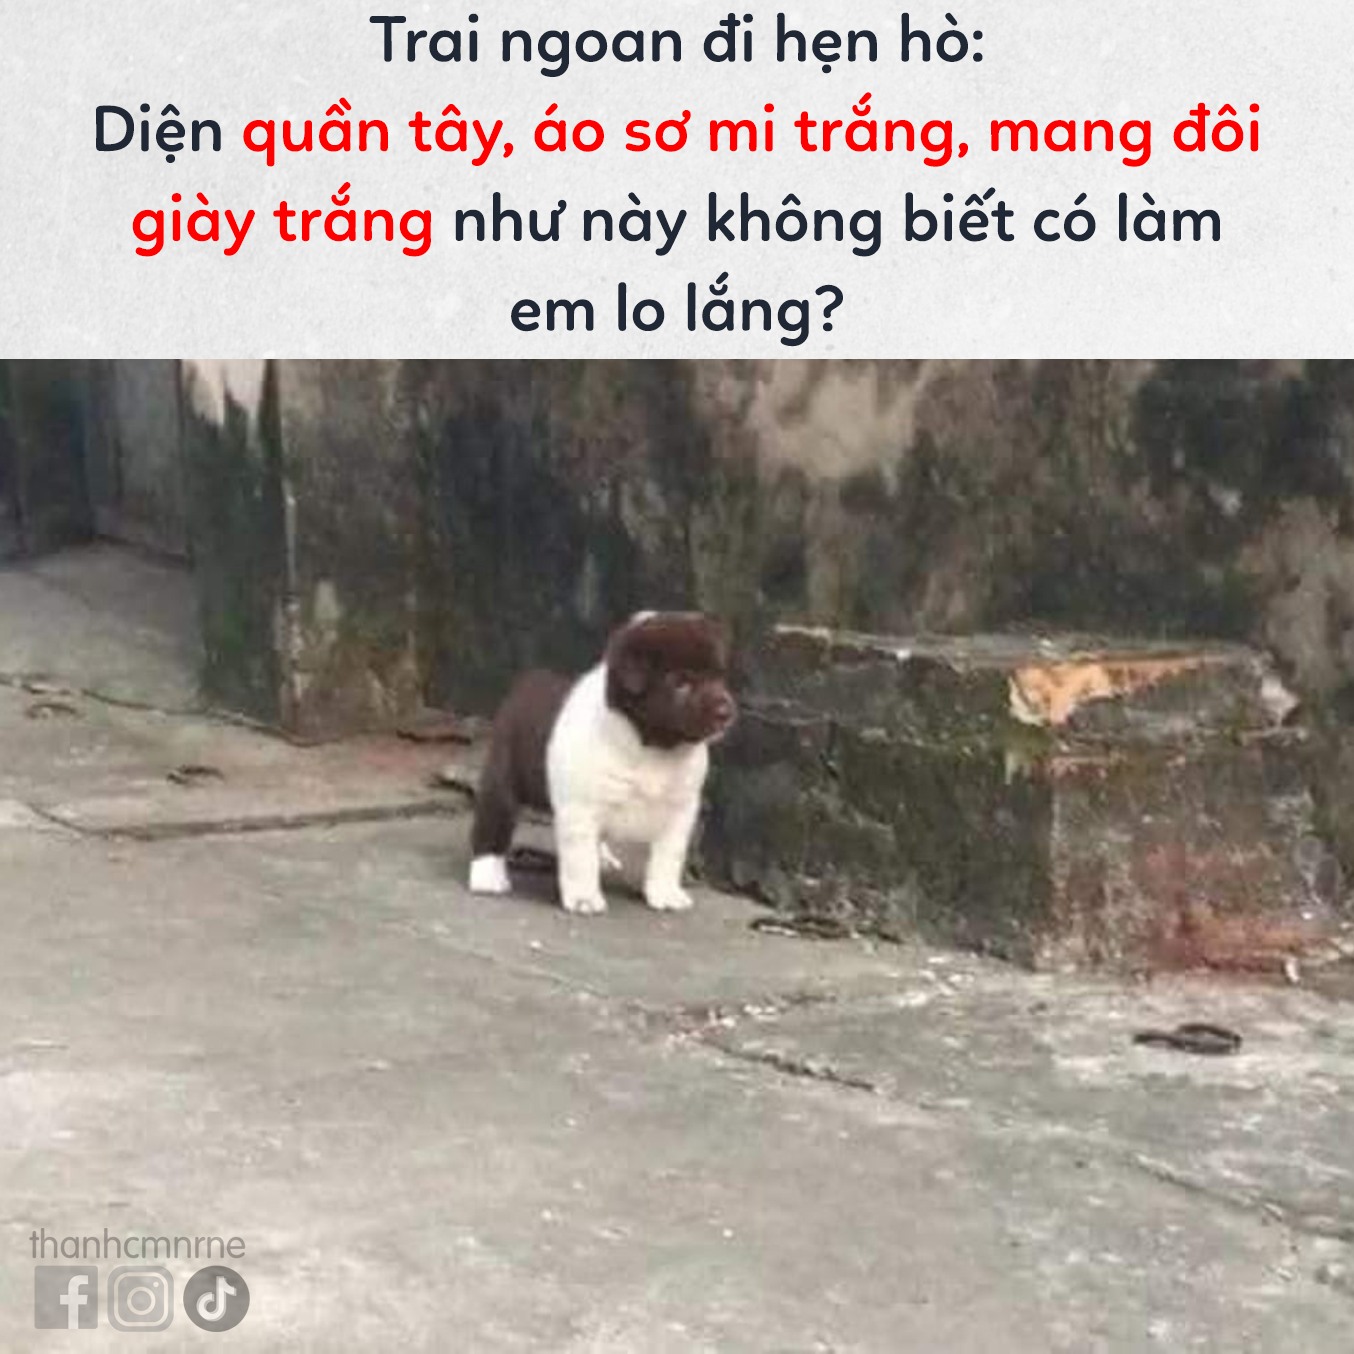 Trai ngoan đi hẹn hò:
Diện quần tây, áo sơ mi trắng, mang đôi
giày trắng như này không biết có làm
em lo lắng?
thanhcmnrne